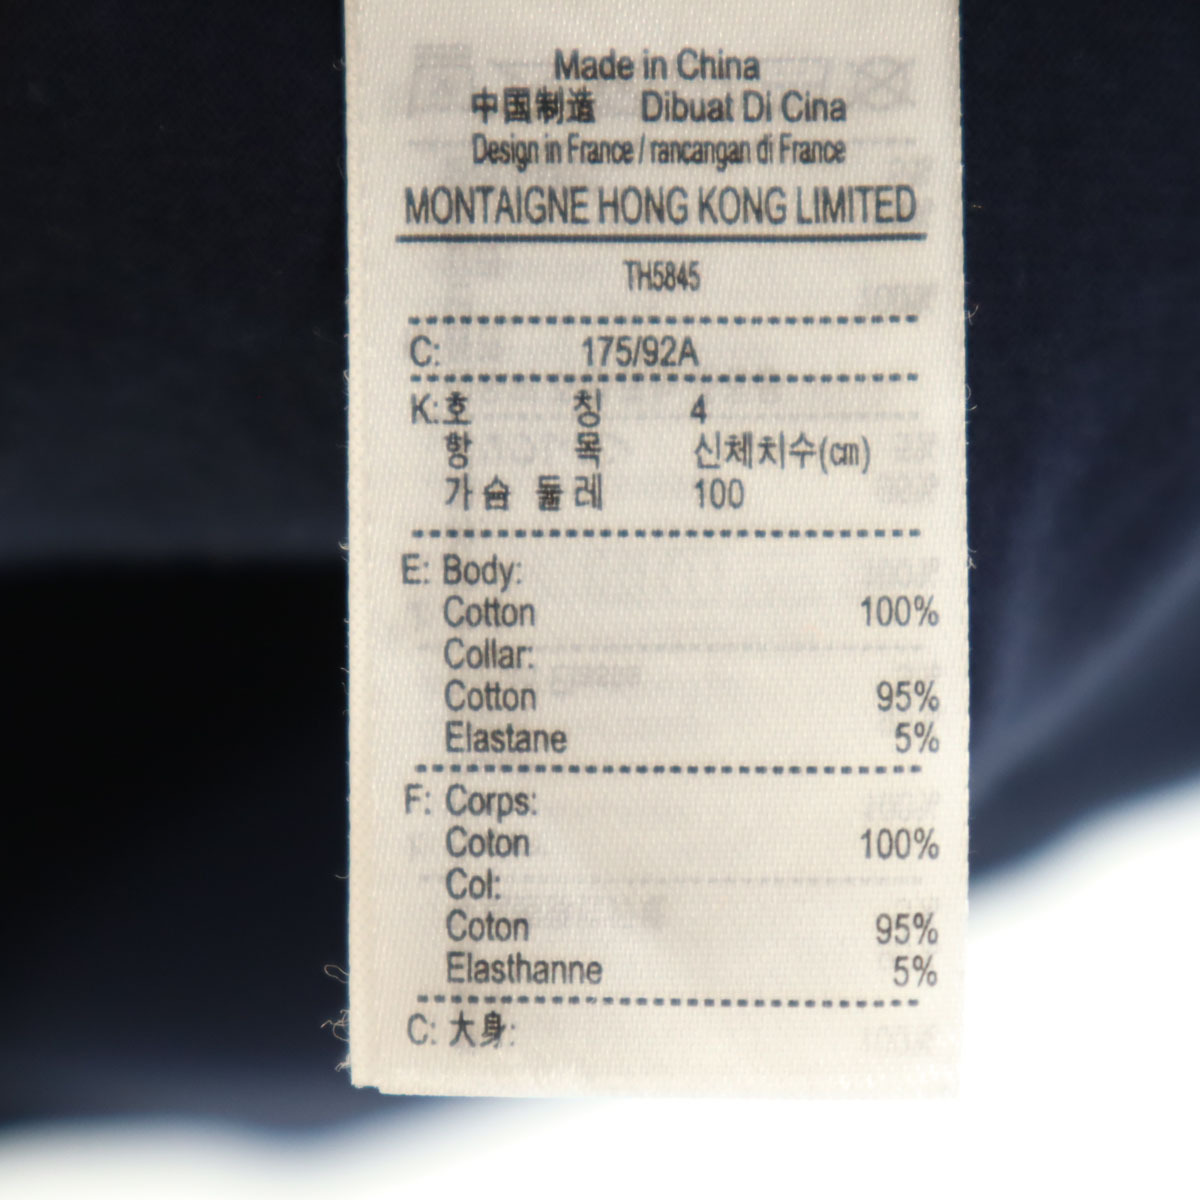 Made in China
中国制造 Dibuat Di Cina
Design in France / rancangan di France
MONTAIGNE HONG KONG LIMITED
TH5845
C: 175/92A
K: 호 칭 4
항 목 신체치수(㎝)
가슴 둘레 100
E: Body:
Cotton 100%
Collar:
Cotton 95%
Elastane 5%
F: Corps:
Coton 100%
Col:
Coton 95%
Elasthanne 5%
C: 大身: